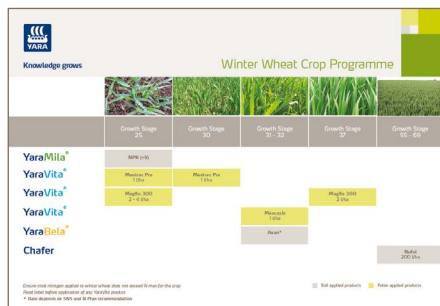 YARA
Knowledge grows
Winter Wheat Crop Programme
Growth Stage
25
Growth Stage
30
Growth Stage
31 - 32
Growth Stage
37
Growth Stage
55 - 69
YaraMila®
NPK (+S)
YaraVita®
Mantrac Pro
1 l/ha
Mantrac Pro
1 l/ha
YaraVita®
Magflo 300
2 - 4 l/ha
Magflo 300
2 l/ha
YaraVita®
1 l/ha
YaraBela®
Axan*
Chafer
Nufol
200 l/ha
Ensure total nitrogen applied to winter wheat does not exceed N max for the crop
Read label before application of any YaraVita product
* Rate depends on SNS and N Plan recommendation
Soil applied products
Foliar applied products